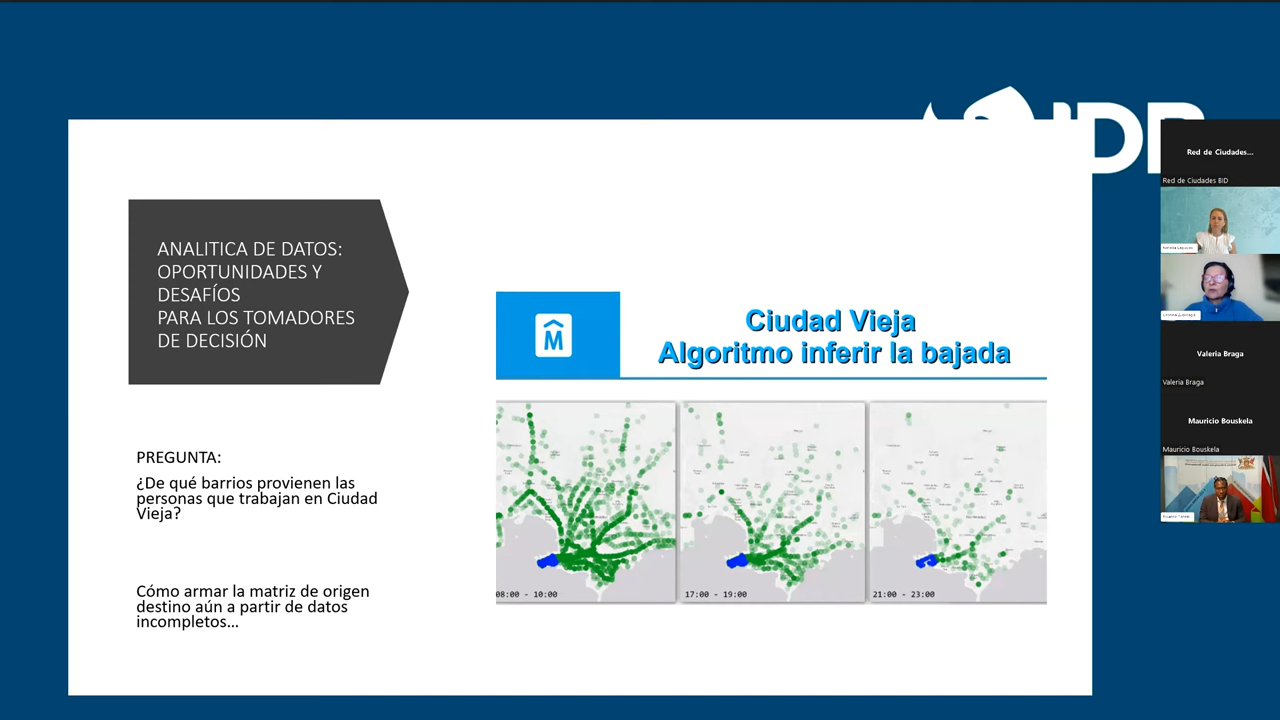 IDB
ANALITICA DE DATOS:
OPORTUNIDADES Y
DESAFÍOS
PARA LOS TOMADORES
DE DECISIÓN
PREGUNTA:
¿De qué barrios provienen las
personas que trabajan en Ciudad
Vieja?
Cómo armar la matriz de origen
destino aún a partir de datos
incompletos...
M
Ciudad Vieja
Algoritmo inferir la bajada
08:00 - 10:00
17:00 - 19:00
21:00 - 23:00
Red de Ciudades...
Red de Ciudades BID
Valeria Braga
Valeria Braga
Mauricio Bouskela
Mauricio Bouskela